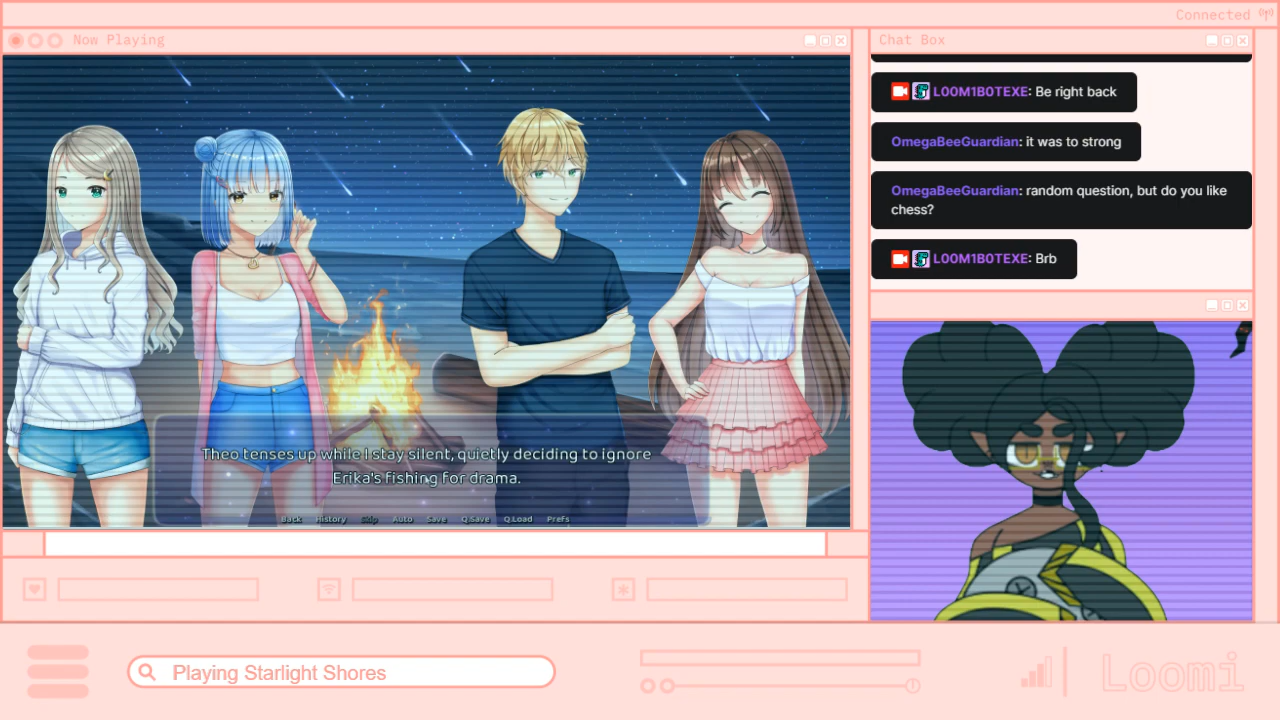 Connected
Now Playing
Chat Box
L00M1B0TEXE: Be right back
OmegaBeeGuardian: it was to strong
OmegaBeeGuardian: random question, but do you like
chess?
L00M1B0TEXE: Brb
Theo tenses up while I stay silent, quietly deciding to ignore
Erika's fishing for drama.
Back History Skip Auto Save Q.Save Q.Load Prefs
Playing Starlight Shores
Loomi